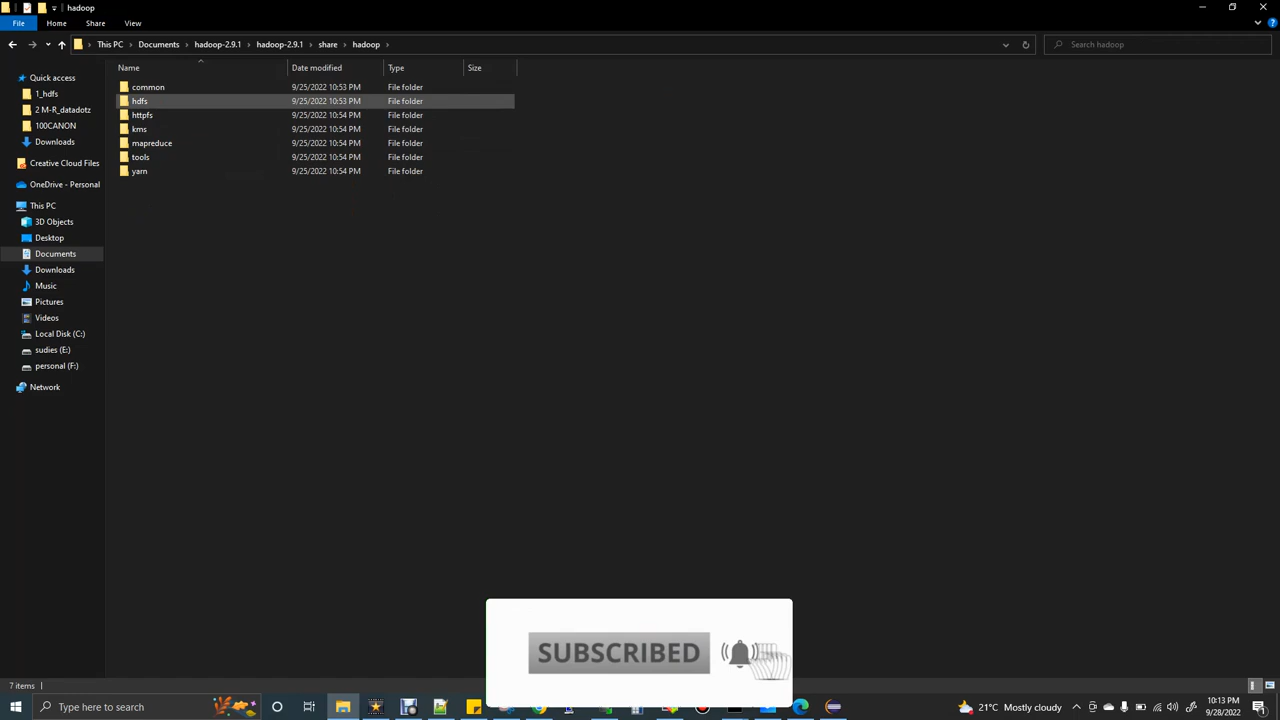 hadoop
File Home Share View
This PC Documents hadoop-2.9.1 hadoop-2.9.1 share hadoop
Search hadoop
Name Date modified Type Size
Quick access
1_hdfs
2 M-R_datadotz
100CANON
Downloads
Creative Cloud Files
OneDrive - Personal
This PC
3D Objects
Desktop
Documents
Downloads
Music
Pictures
Videos
Local Disk (C:)
sudies (E:)
personal (F:)
Network
common 9/25/2022 10:53 PM File folder
hdfs 9/25/2022 10:53 PM File folder
httpfs 9/25/2022 10:54 PM File folder
kms 9/25/2022 10:54 PM File folder
mapreduce 9/25/2022 10:54 PM File folder
tools 9/25/2022 10:54 PM File folder
yarn 9/25/2022 10:54 PM File folder
SUBSCRIBED
7 items
Type here to search
21°C Mostly cloudy
10:13 PM
9/28/2022